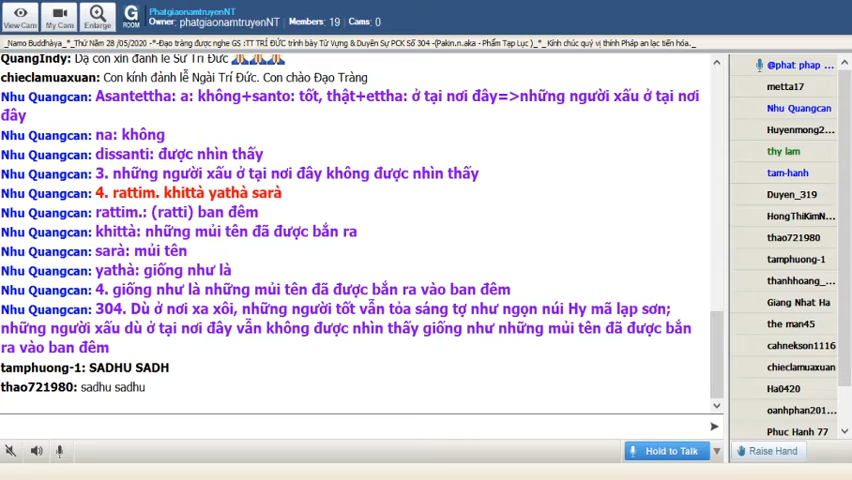 View Cam
My Cam
Enlarge
G
ROOM
PhatgiaonamtruyenNT
Owner: phatgiaonamtruyenNT | Members: 19 | Cams: 0
_Namo Buddhàya_*_Thứ Năm 28 /05/2020 -*-Đạo tràng được nghe GS :TT TRÍ ĐỨC trình bày Từ Vựng & Duyên Sự PCK Số 304 -(Pakin.n.aka - Phẩm Tạp Lục )_*_ Kính chúc quý vị thính Pháp an lạc tiến hóa._
QuangIndy: Dạ con xin đảnh lễ Sư Trí Đức
chieclamuaxuan: Con kính đảnh lễ Ngài Trí Đức. Con chào Đạo Tràng
Nhu Quangcan: Asantettha: a: không+santo: tốt, thật+ettha: ở tại nơi đây=>những người xấu ở tại nơi
đây
Nhu Quangcan: na: không
Nhu Quangcan: dissanti: được nhìn thấy
Nhu Quangcan: 3. những người xấu ở tại nơi đây không được nhìn thấy
Nhu Quangcan: 4. rattim. khittà yathà sarà
Nhu Quangcan: rattim.: (ratti) ban đêm
Nhu Quangcan: khittà: những mủi tên đã được bắn ra
Nhu Quangcan: sarà: mủi tên
Nhu Quangcan: yathà: giống như là
Nhu Quangcan: 4. giống như là những mủi tên đã được bắn ra vào ban đêm
Nhu Quangcan: 304. Dù ở nơi xa xôi, những người tốt vẫn tỏa sáng tợ như ngọn núi Hy mã lạp sơn;
những người xấu dù ở tại nơi đây vẫn không được nhìn thấy giống như những mủi tên đã được bắn
ra vào ban đêm
tamphuong-1: SADHU SADH
thao721980: sadhu sadhu
@phat phap ...
metta17
Nhu Quangcan
Huyenmong2...
thy lam
tam-hanh
Duyen_319
HongThiKimN...
thao721980
tamphuong-1
thanhhoang_...
Giang Nhat Ha
the man45
cahnekson1116
chieclamuaxuan
Ha0420
oanhphan201...
Phuc Hanh 77
Hold to Talk
Raise Hand